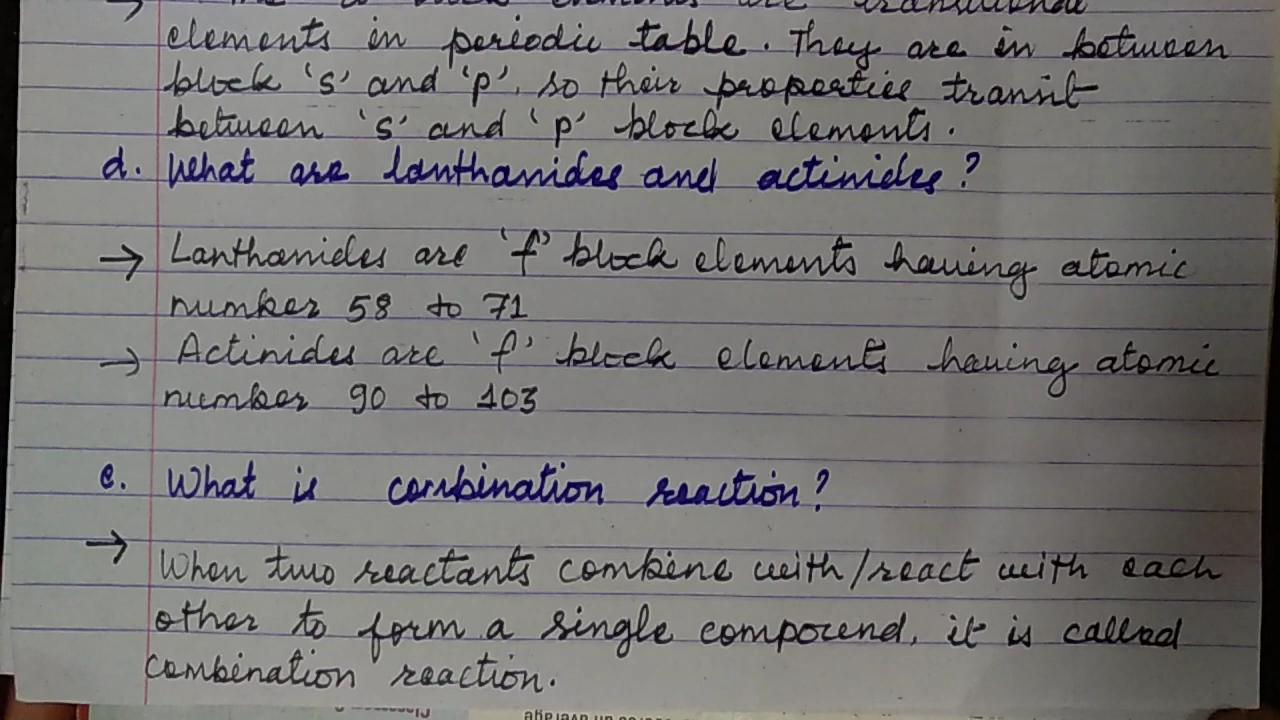 elements in periodic table. They are in between
block 's' and 'p', so their properties transit
between 's' and 'p' block elements.
d. What are lanthanides and actinides?
→ Lanthanides are 'f' block elements having atomic
number 58 to 71
→ Actinides are 'f' block elements having atomic
number 90 to 103
e. What is combination reaction?
→ When two reactants combine with/react with each
other to form a single compound, it is called
combination reaction.